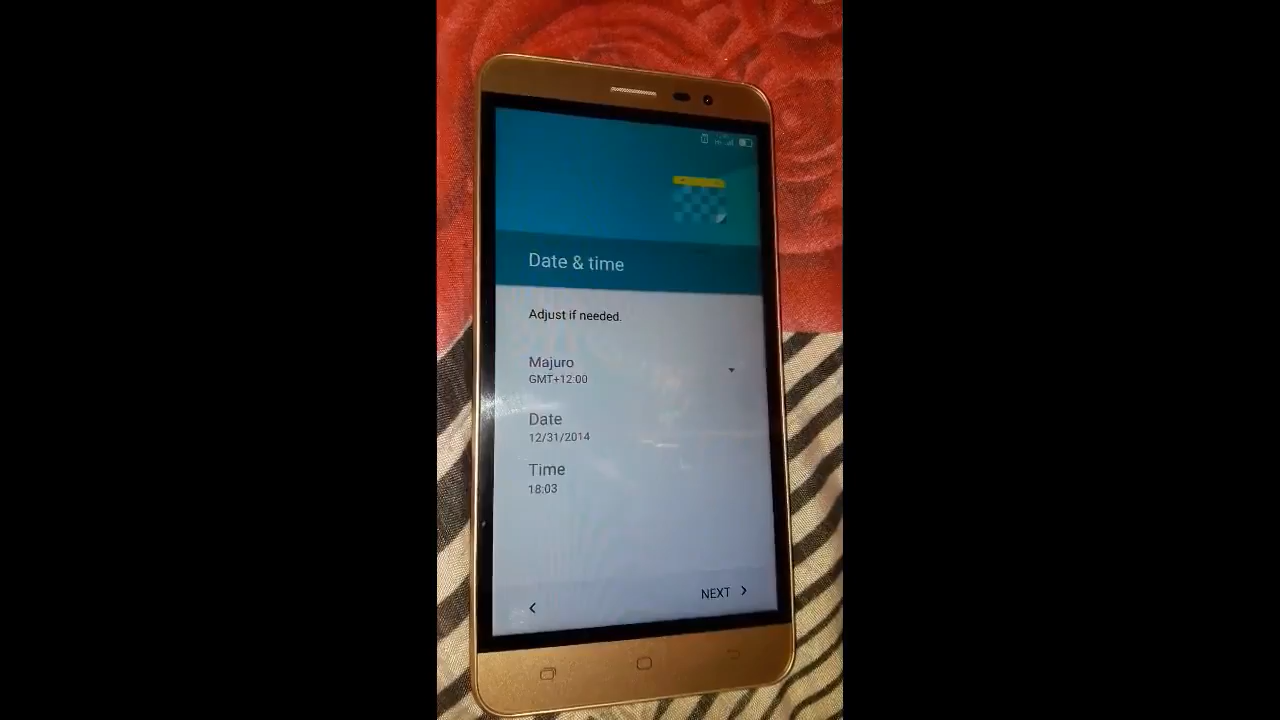 Date & time
Adjust if needed.
Majuro
GMT+12:00
Date
12/31/2014
Time
18:03
NEXT